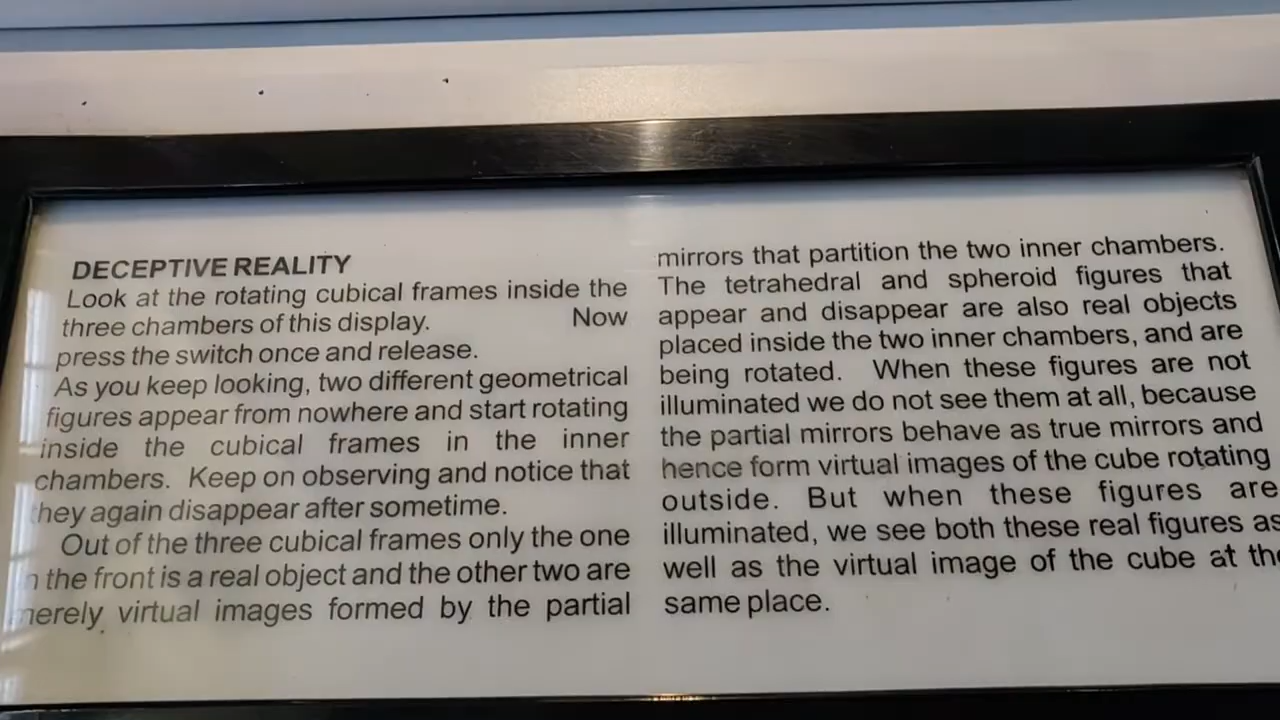 DECEPTIVE REALITY
Look at the rotating cubical frames inside the
three chambers of this display. Now
press the switch once and release.
As you keep looking, two different geometrical
figures appear from nowhere and start rotating
inside the cubical frames in the inner
chambers. Keep on observing and notice that
they again disappear after sometime.
Out of the three cubical frames only the one
in the front is a real object and the other two are
merely virtual images formed by the partial
mirrors that partition the two inner chambers.
The tetrahedral and spheroid figures that
appear and disappear are also real objects
placed inside the two inner chambers, and are
being rotated. When these figures are not
illuminated we do not see them at all, because
the partial mirrors behave as true mirrors and
hence form virtual images of the cube rotating
outside. But when these figures are
illuminated, we see both these real figures as
well as the virtual image of the cube at the
same place.